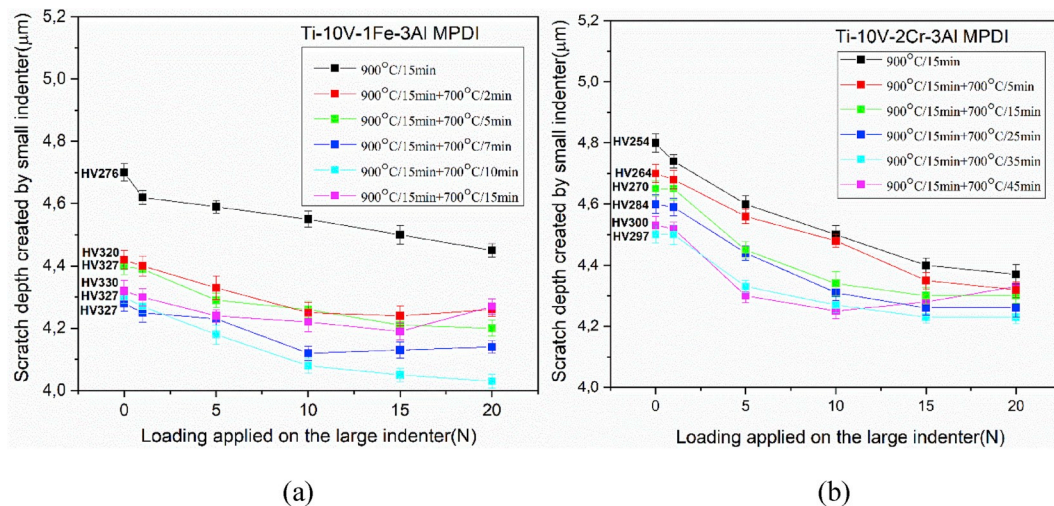 Ti-10V-1Fe-3Al MPDI
900°C/15min
900°C/15min+700°C/2min
900°C/15min+700°C/5min
900°C/15min+700°C/7min
900°C/15min+700°C/10min
900°C/15min+700°C/15min
Scratch depth created by small indenter(μm)
5,2
5,0
4,8
4,6
4,4
4,2
4,0
HV276
HV320
HV327
HV330
HV327
HV327
0
5
10
15
20
Loading applied on the large indenter(N)
(a)
Ti-10V-2Cr-3Al MPDI
900°C/15min
900°C/15min+700°C/5min
900°C/15min+700°C/15min
900°C/15min+700°C/25min
900°C/15min+700°C/35min
900°C/15min+700°C/45min
Scratch depth created by small indenter(μm)
5,2
5,0
4,8
4,6
4,4
4,2
4,0
HV254
HV264
HV270
HV284
HV300
HV297
0
5
10
15
20
Loading applied on the large indenter(N)
(b)